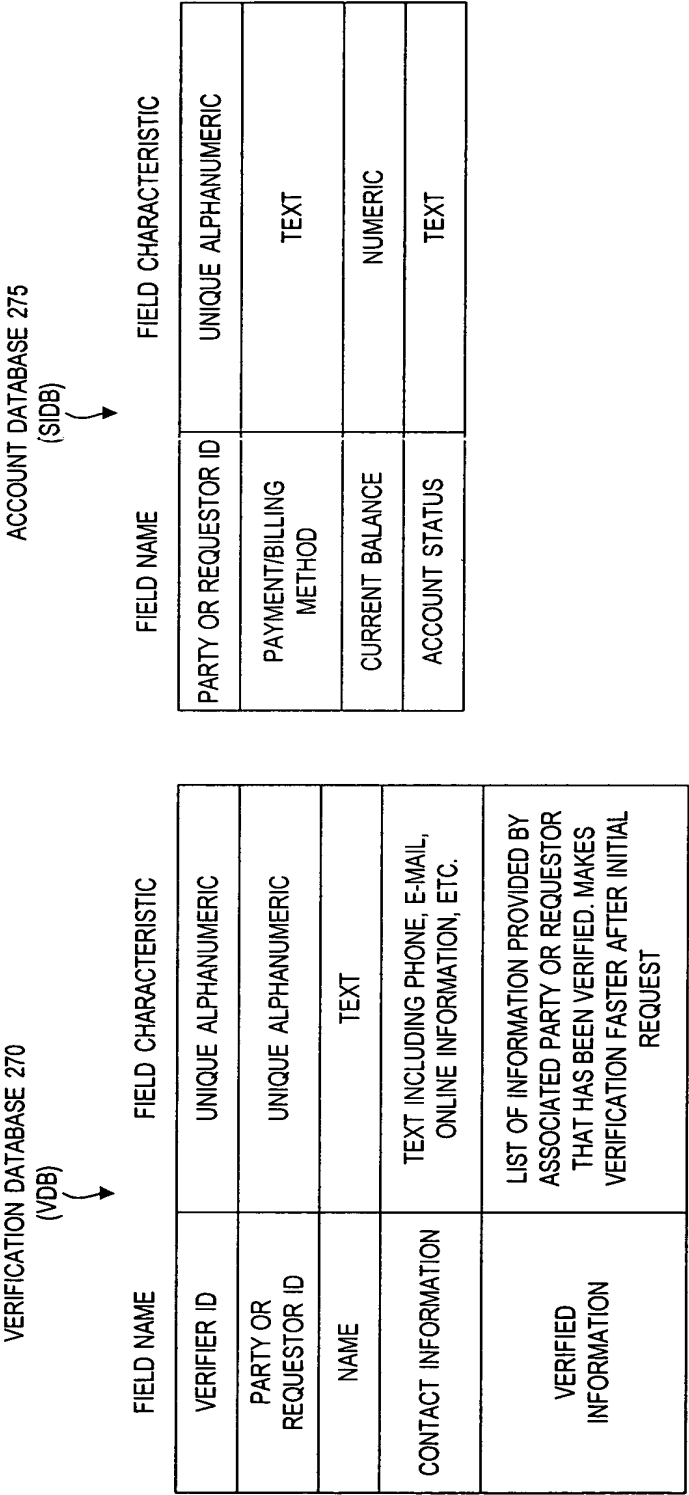 VERIFICATION DATABASE 270
(VDB)
FIELD NAME
FIELD CHARACTERISTIC
VERIFIER ID
UNIQUE ALPHANUMERIC
PARTY OR
REQUESTOR ID
UNIQUE ALPHANUMERIC
NAME
TEXT
CONTACT INFORMATION
TEXT INCLUDING PHONE, E-MAIL,
ONLINE INFORMATION, ETC.
VERIFIED
INFORMATION
LIST OF INFORMATION PROVIDED BY
ASSOCIATED PARTY OR REQUESTOR
THAT HAS BEEN VERIFIED. MAKES
VERIFICATION FASTER AFTER INITIAL
REQUEST
ACCOUNT DATABASE 275
(SIDB)
FIELD NAME
FIELD CHARACTERISTIC
PARTY OR REQUESTOR ID
UNIQUE ALPHANUMERIC
PAYMENT/BILLING
METHOD
TEXT
CURRENT BALANCE
NUMERIC
ACCOUNT STATUS
TEXT